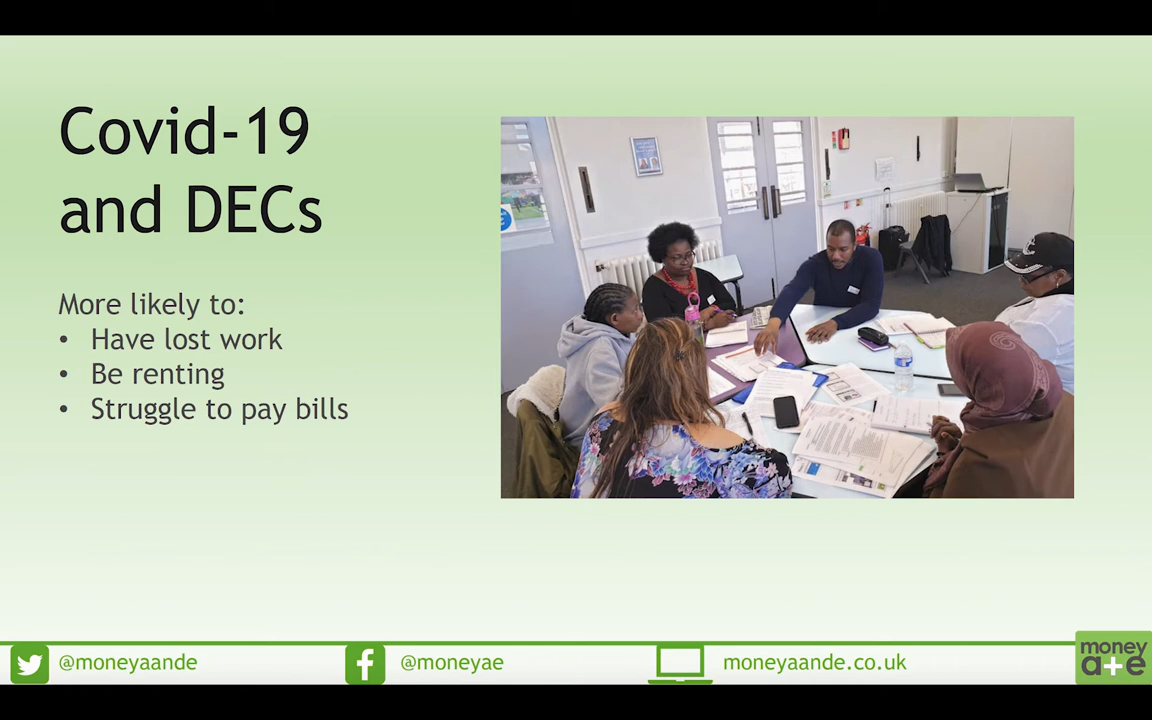 Covid-19
and DECs
More likely to:
• Have lost work
• Be renting
• Struggle to pay bills
@moneyaande
@moneyae
moneyaande.co.uk
money
a+e